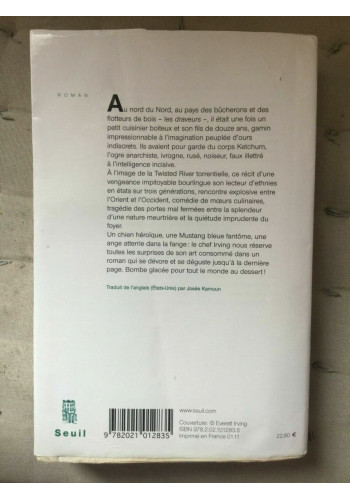 ROMAN
Au nord du Nord, au pays des bûcherons et des
flotteurs de bois – les draveurs –, il était une fois un
petit cuisinier boiteux et son fils de douze ans, gamin
impressionnable à l'imagination peuplée d'ours
indiscrets. Ils avaient pour garde du corps Ketchum,
l'ogre anarchiste, ivrogne, rusé, noiseur, faux illettré
à l'intelligence incisive.
À l'image de la Twisted River torrentielle, ce récit d'une
vengeance impitoyable bourlingue son lecteur d'ethnies
en états sur trois générations, rencontre explosive entre
l'Orient et l'Occident, comédie de mœurs culinaires,
tragédie des portes mal fermées entre la splendeur
d'une nature meurtrière et la quiétude imprudente du
foyer.
Un chien héroïque, une Mustang bleue fantôme, une
ange atterrie dans la fange : le chef Irving nous réserve
toutes les surprises de son art consommé dans un
roman qui se dévore et se déguste jusqu'à la dernière
page. Bombe glacée pour tout le monde au dessert !
Traduit de l'anglais (États-Unis) par Josée Kamoun
Seuil
9 782021 012835
www.seuil.com
Couverture : © Everett Irving
ISBN 978.2.02.101283.5
Imprimé en France 01.11
22,80 €